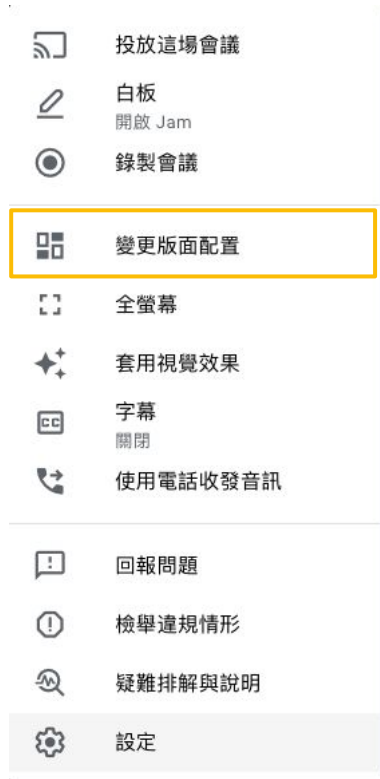 投放這場會議
白板
開啟 Jam
錄製會議
變更版面配置
全螢幕
套用視覺效果
字幕
關閉
使用電話收發音訊
回報問題
檢舉違規情形
疑難排解與說明
設定